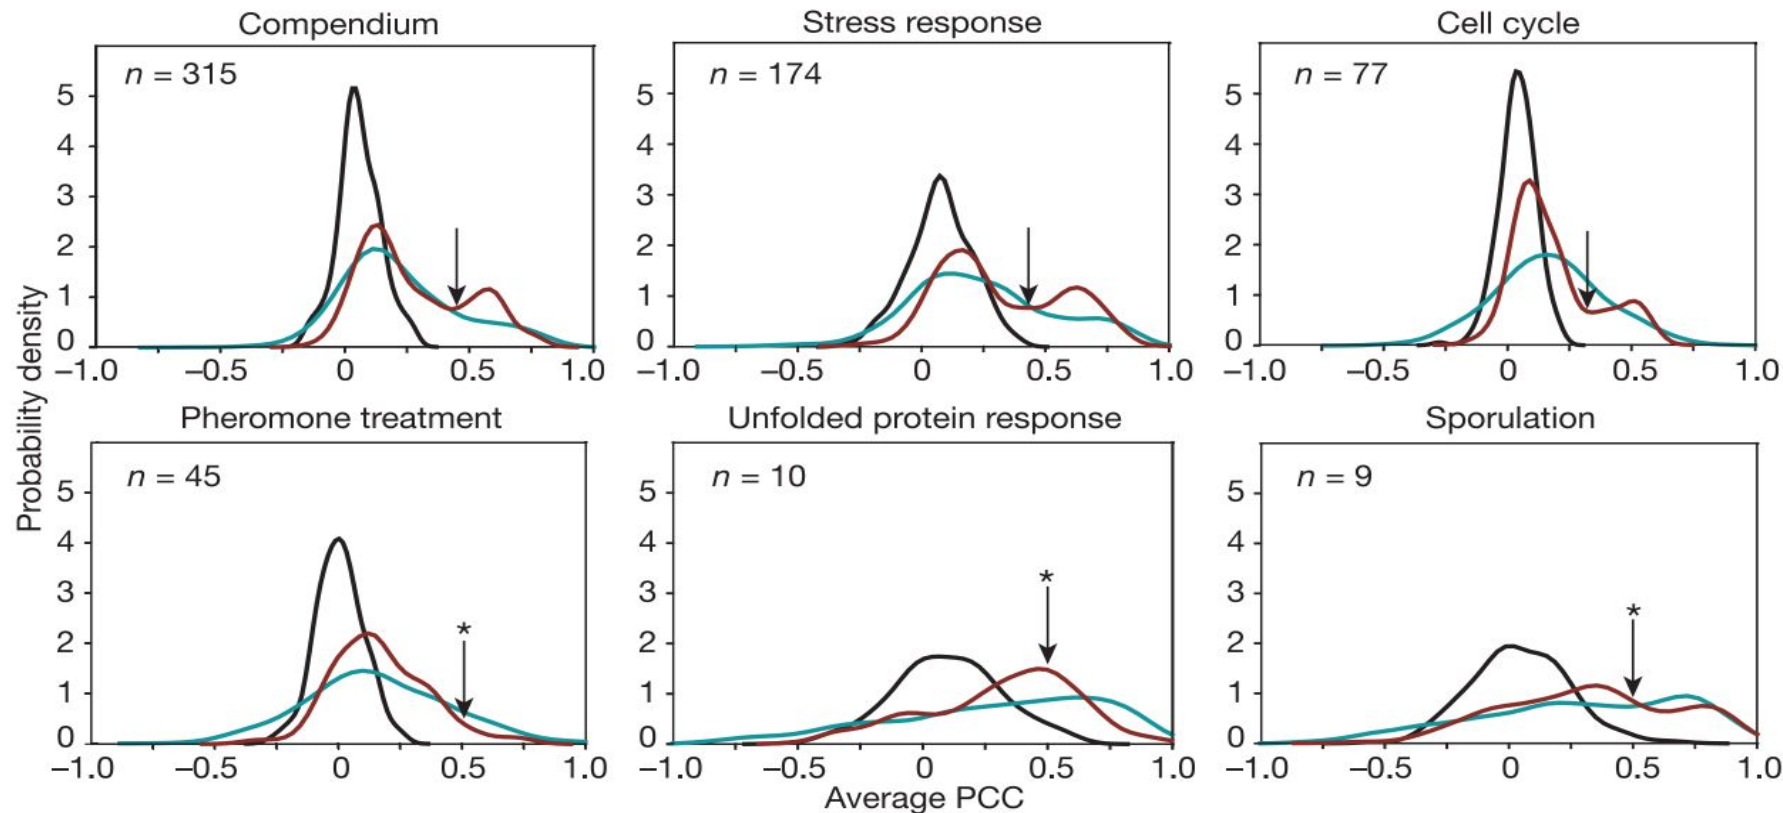 Compendium
n = 315
5
4
3
2
1
0
−1.0 −0.5 0 0.5 1.0
Stress response
n = 174
5
4
3
2
1
0
−1.0 −0.5 0 0.5 1.0
Cell cycle
n = 77
5
4
3
2
1
0
−1.0 −0.5 0 0.5 1.0
Probability density
Pheromone treatment
n = 45
5
4
3
2
1
0
*
−1.0 −0.5 0 0.5 1.0
Unfolded protein response
n = 10
5
4
3
2
1
0
*
−1.0 −0.5 0 0.5 1.0
Sporulation
n = 9
5
4
3
2
1
0
*
−1.0 −0.5 0 0.5 1.0
Average PCC